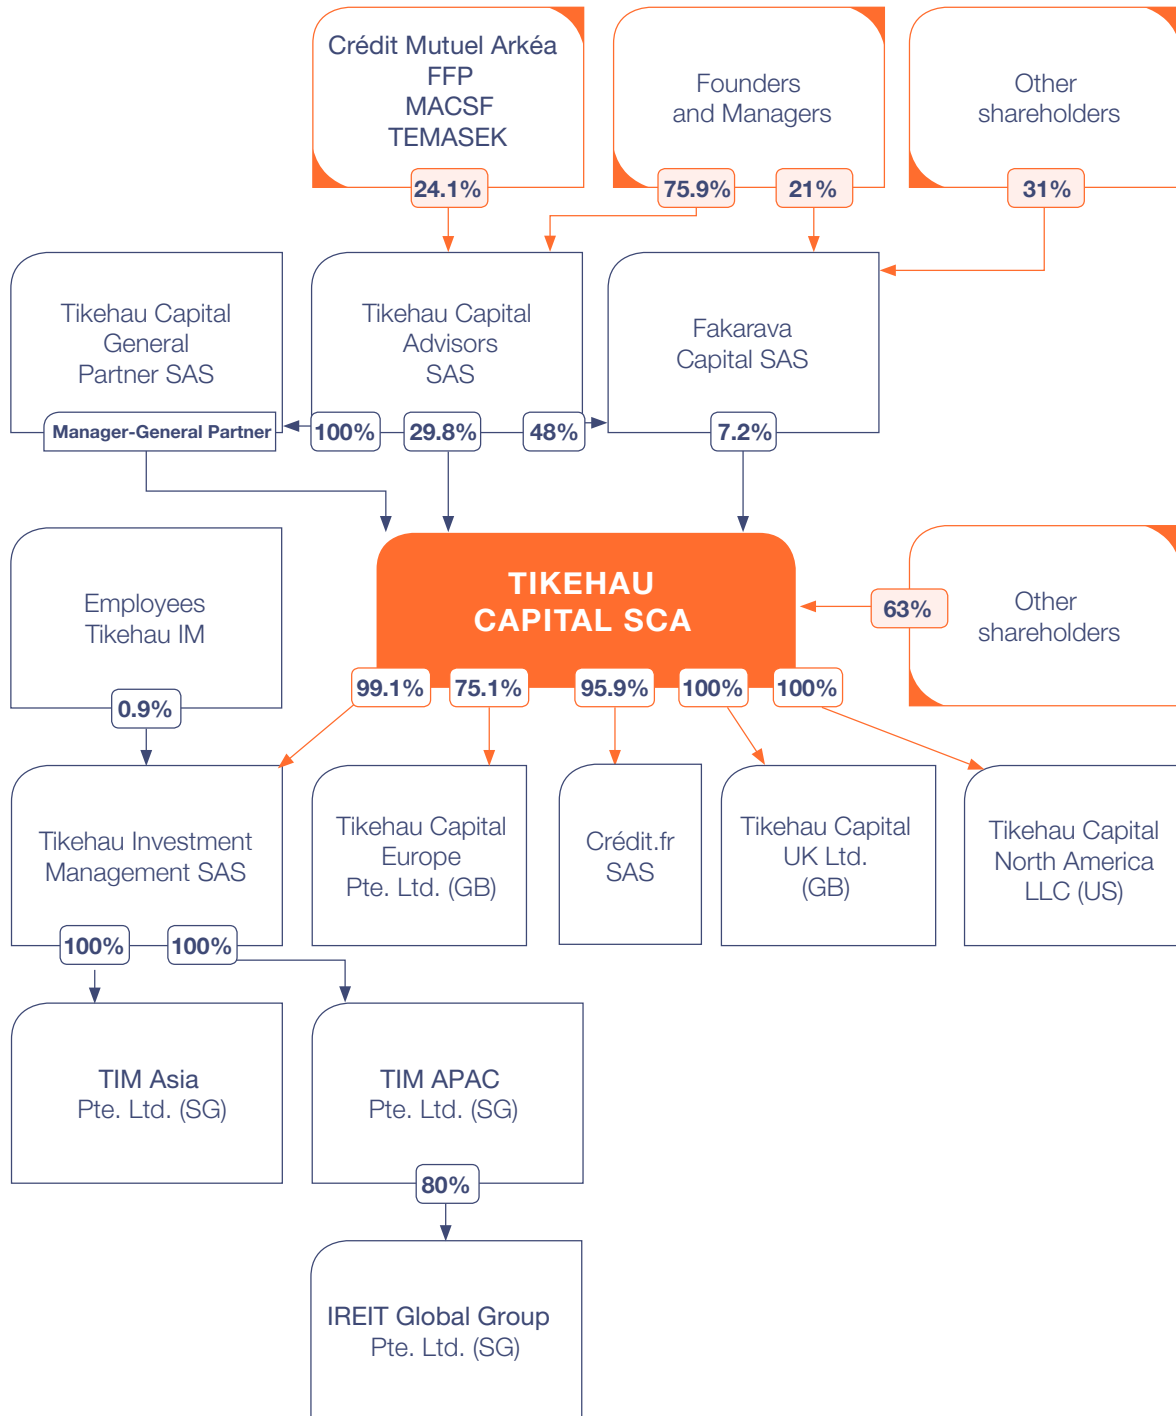 Crédit Mutuel Arkéa
FFP
MACSF
TEMASEK
24.1%
Founders
and Managers
75.9%
21%
Other
shareholders
31%
Tikehau Capital
General
Partner SAS
Manager-General Partner
Tikehau Capital
Advisors
SAS
100%
29.8%
48%
Fakarava
Capital SAS
7.2%
Employees
Tikehau IM
0.9%
TIKEHAU
CAPITAL SCA
99.1%
75.1%
95.9%
100%
100%
63%
Other
shareholders
Tikehau Investment
Management SAS
100%
100%
Tikehau Capital
Europe
Pte. Ltd. (GB)
Crédit.fr
SAS
Tikehau Capital
UK Ltd.
(GB)
Tikehau Capital
North America
LLC (US)
TIM Asia
Pte. Ltd. (SG)
TIM APAC
Pte. Ltd. (SG)
80%
IREIT Global Group
Pte. Ltd. (SG)